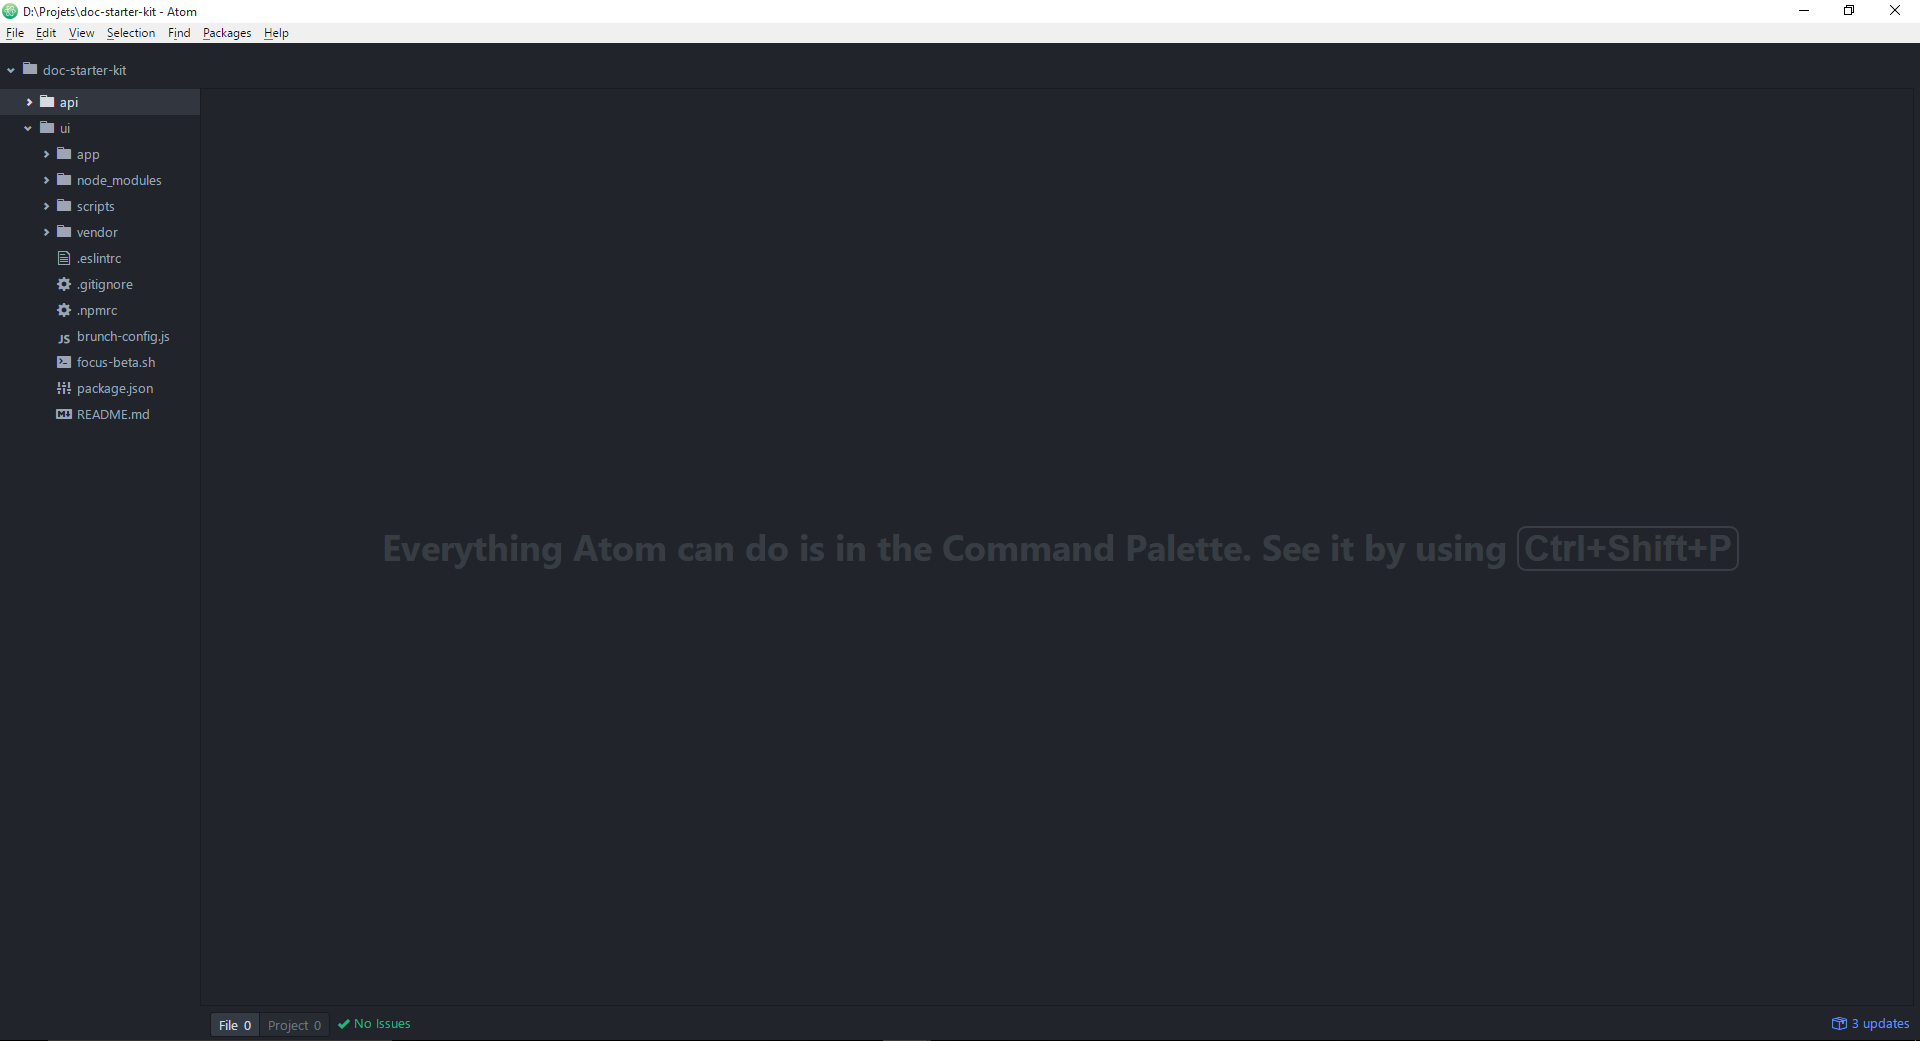 D:\Projets\doc-starter-kit - Atom
File Edit View Selection Find Packages Help
doc-starter-kit
api
ui
app
node_modules
scripts
vendor
.eslintrc
.gitignore
.npmrc
JS brunch-config.js
focus-beta.sh
package.json
README.md
Everything Atom can do is in the Command Palette. See it by using Ctrl+Shift+P
File 0 Project 0 No Issues 3 updates